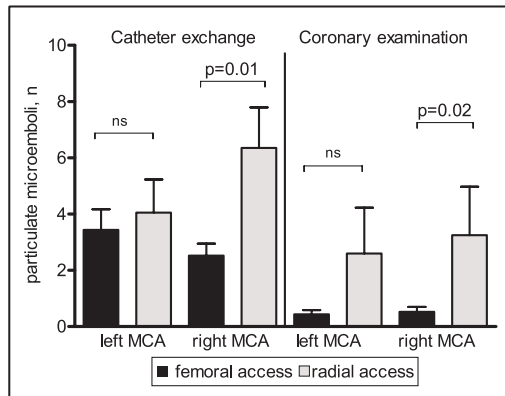 Catheter exchange
Coronary examination
particulate microemboli, n
10
8
6
4
2
0
ns
p=0.01
ns
p=0.02
left MCA
right MCA
left MCA
right MCA
femoral access
radial access